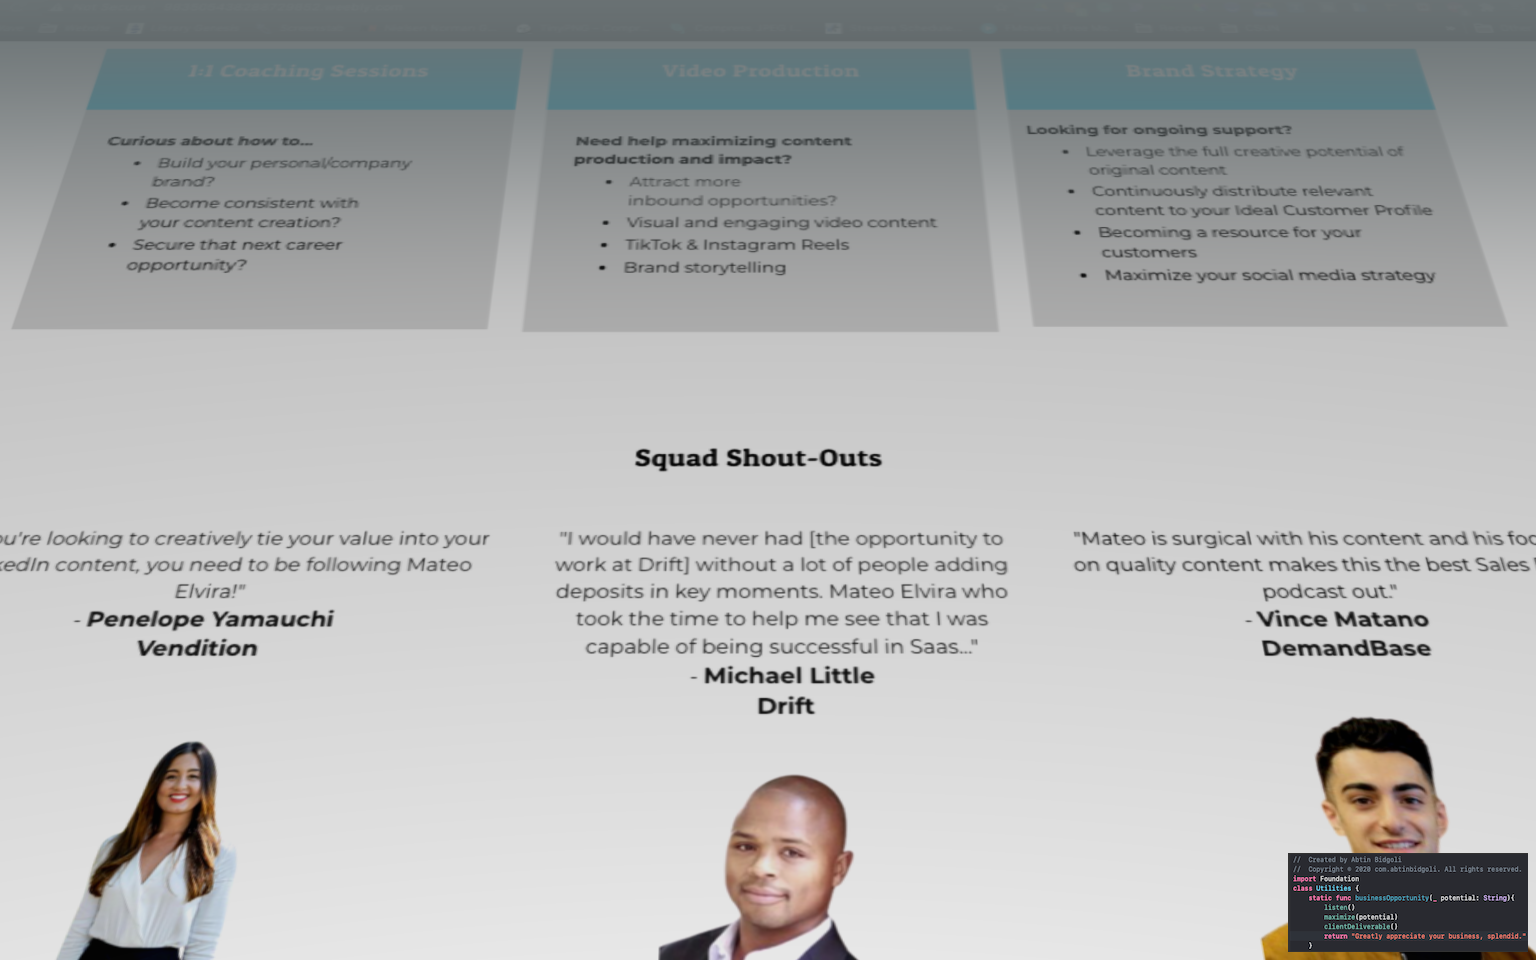 1:1 Coaching Sessions
Curious about how to...
• Build your personal/company
brand?
• Become consistent with
your content creation?
• Secure that next career
opportunity?
Video Production
Need help maximizing content
production and impact?
• Attract more
inbound opportunities?
• Visual and engaging video content
• TikTok & Instagram Reels
• Brand storytelling
Brand Strategy
Looking for ongoing support?
• Leverage the full creative potential of
original content
• Continuously distribute relevant
content to your Ideal Customer Profile
• Becoming a resource for your
customers
• Maximize your social media strategy
Squad Shout-Outs
ou're looking to creatively tie your value into your
kedIn content, you need to be following Mateo
Elvira!"
- Penelope Yamauchi
Vendition
"I would have never had [the opportunity to
work at Drift] without a lot of people adding
deposits in key moments. Mateo Elvira who
took the time to help me see that I was
capable of being successful in Saas..."
- Michael Little
Drift
"Mateo is surgical with his content and his foc
on quality content makes this the best Sales
podcast out."
- Vince Matano
DemandBase
// Created by Abtin Bidgoli
// Copyright © 2020 com.abtinbidgoli. All rights reserved.
import Foundation
class Utilities {
static func businessOpportunity(_ potential: String){
listen()
maximize(potential)
clientDeliverable()
return "Greatly appreciate your business, splendid."
}